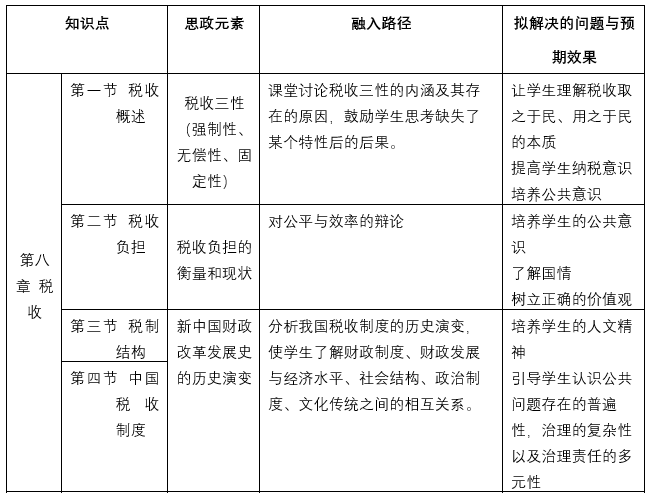 知识点
思政元素
融入路径
拟解决的问题与预
期效果
第八
章 税
收
第一节 税收
概述
税收三性
（强制性、
无偿性、固
定性）
课堂讨论税收三性的内涵及其存
在的原因，鼓励学生思考缺失了
某个特性后的后果。
让学生理解税收取
之于民、用之于民
的本质
提高学生纳税意识
培养公共意识
第二节 税收
负担
税收负担的
衡量和现状
对公平与效率的辩论
培养学生的公共意
识
了解国情
树立正确的价值观
第三节 税制
结构
第四节 中国
税 收
制度
新中国财政
改革发展史
的历史演变
分析我国税收制度的历史演变，
使学生了解财政制度、财政发展
与经济水平、社会结构、政治制
度、文化传统之间的相互关系。
培养学生的人文精
神
引导学生认识公共
问题存在的普遍
性，治理的复杂性
以及治理责任的多
元性